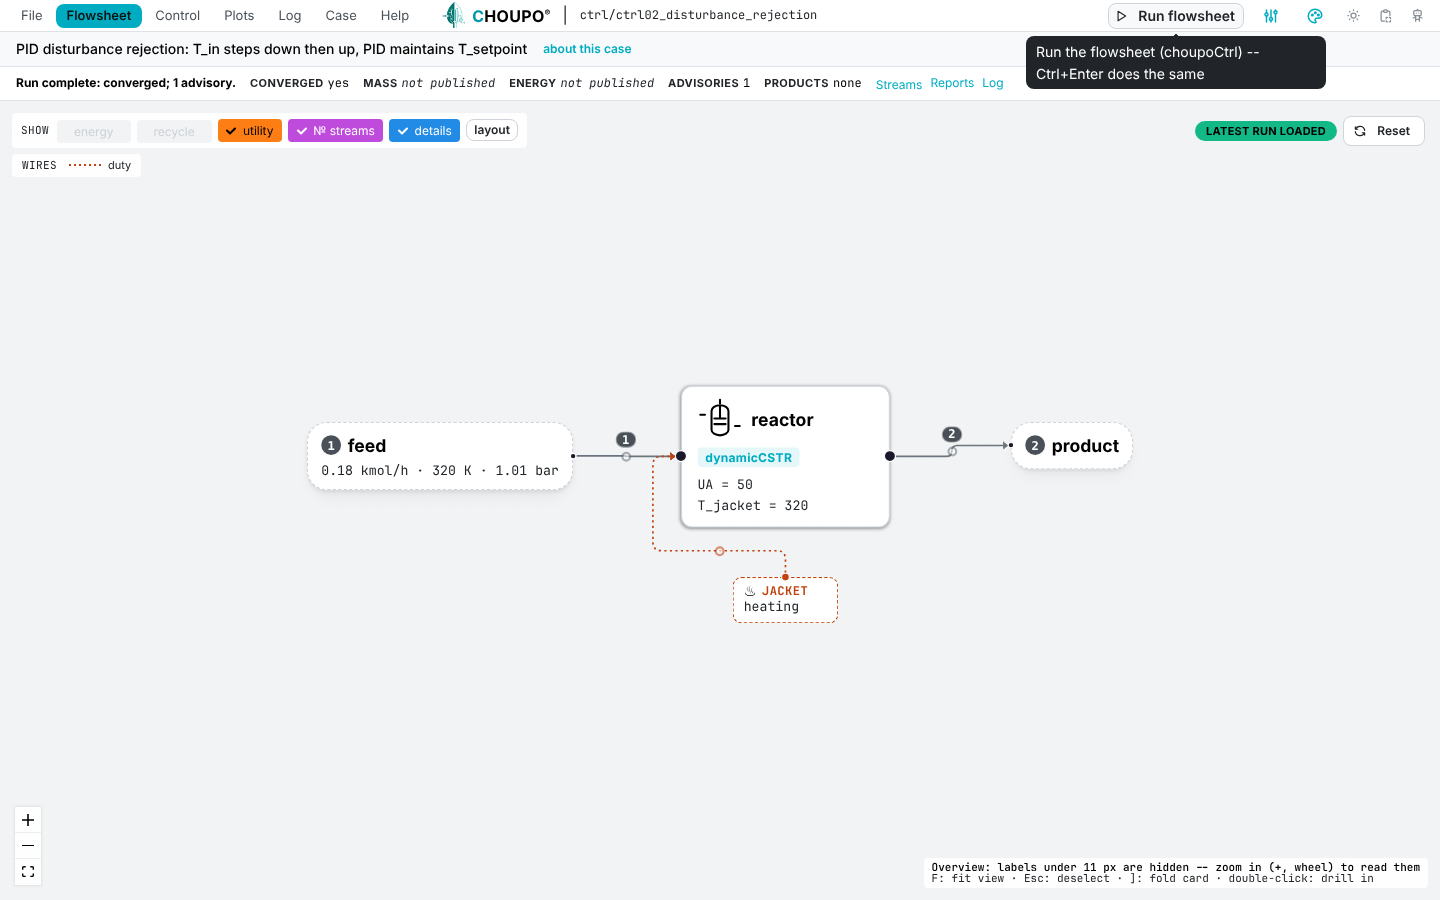 File Flowsheet Control Plots Log Case Help CHOUPO® ctrl/ctrl02_disturbance_rejection Run flowsheet
PID disturbance rejection: T_in steps down then up, PID maintains T_setpoint about this case
Run the flowsheet (choupoCtrl) --
Ctrl+Enter does the same
Run complete: converged; 1 advisory. CONVERGED yes MASS not published ENERGY not published ADVISORIES 1 PRODUCTS none Streams Reports Log
SHOW energy recycle utility № streams details layout LATEST RUN LOADED Reset
WIRES duty
1 feed
0.18 kmol/h · 320 K · 1.01 bar
1
reactor
dynamicCSTR
UA = 50
T_jacket = 320
2
2 product
JACKET
heating
Overview: labels under 11 px are hidden -- zoom in (+, wheel) to read them
F: fit view · Esc: deselect · ]: fold card · double-click: drill in